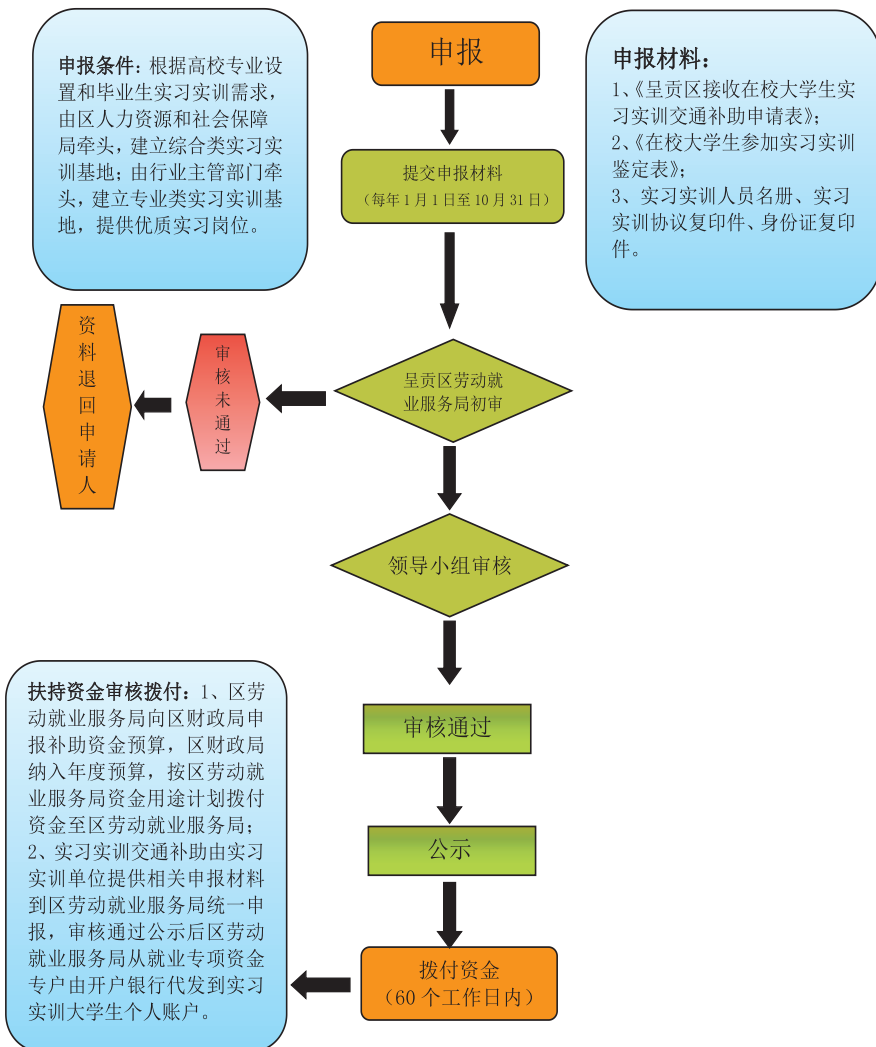 申报条件：根据高校专业设
置和毕业生实习实训需求，
由区人力资源和社会保障
局牵头，建立综合类实习实
训基地；由行业主管部门牵
头，建立专业类实习实训基
地，提供优质实习岗位。
申报
提交申报材料
（每年1月1日至10月31日）
申报材料：
1、《呈贡区接收在校大学生实
习实训交通补助申请表》；
2、《在校大学生参加实习实训
鉴定表》；
3、实习实训人员名册、实习
实训协议复印件、身份证复印
件。
呈贡区劳动就
业服务局初审
审核未通过
资料退回申请人
领导小组审核
审核通过
公示
拨付资金
（60个工作日内）
扶持资金审核拨付：1、区劳
动就业服务局向区财政局申
报补助资金预算，区财政局
纳入年度预算，按区劳动就
业服务局资金用途计划拨付
资金至区劳动就业服务局；
2、实习实训交通补助由实习
实训单位提供相关申报材料
到区劳动就业服务局统一申
报，审核通过公示后区劳动
就业服务局从就业专项资金
专户由开户银行代发到实习
实训大学生个人账户。